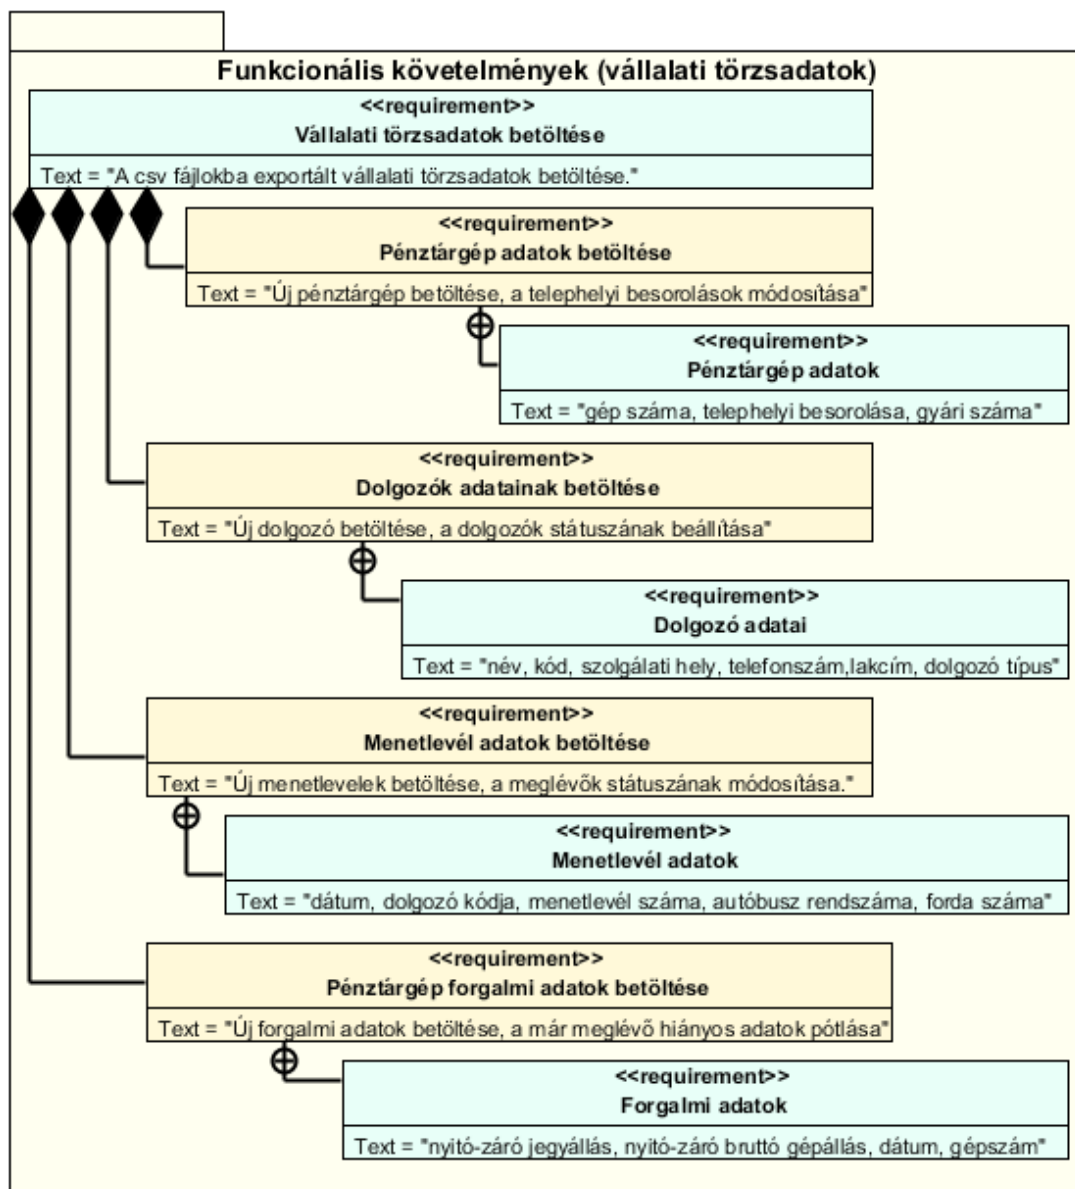 Funkcionális követelmények (vállalati törzsadatok)
<<requirement>>
Vállalati törzsadatok betöltése
Text = "A csv fájlokba exportált vállalati törzsadatok betöltése."
<<requirement>>
Pénztárgép adatok betöltése
Text = "Új pénztárgép betöltése, a telephelyi besorolások módosítása"
<<requirement>>
Pénztárgép adatok
Text = "gép száma, telephelyi besorolása, gyári száma"
<<requirement>>
Dolgozók adatainak betöltése
Text = "Új dolgozó betöltése, a dolgozók státuszának beállítása"
<<requirement>>
Dolgozó adatai
Text = "név, kód, szolgálati hely, telefonszám,lakcím, dolgozó típus"
<<requirement>>
Menetlevél adatok betöltése
Text = "Új menetlevelek betöltése, a meglévők státuszának módosítása."
<<requirement>>
Menetlevél adatok
Text = "dátum, dolgozó kódja, menetlevél száma, autóbusz rendszáma, forda száma"
<<requirement>>
Pénztárgép forgalmi adatok betöltése
Text = "Új forgalmi adatok betöltése, a már meglévő hiányos adatok pótlása"
<<requirement>>
Forgalmi adatok
Text = "nyitó-záró jegyállás, nyitó-záró bruttó gépállás, dátum, gépszám"